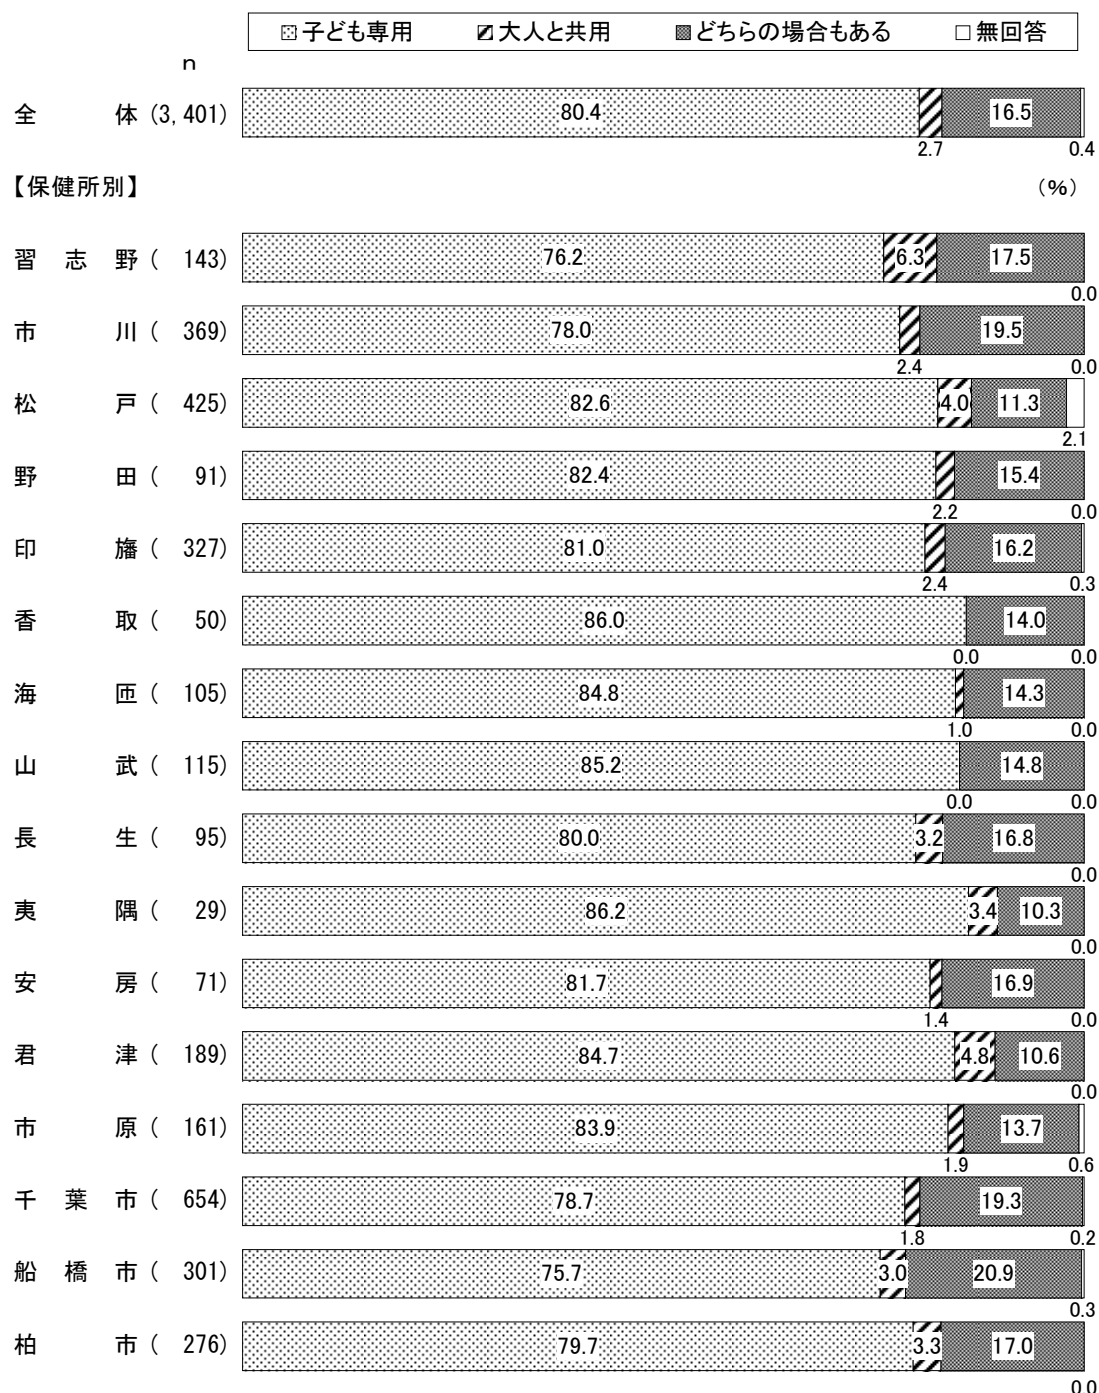 子ども専用 大人と共用 どちらの場合もある 無回答
n
全体(3,401) 80.4 16.5
2.7 0.4
【保健所別】 (%)
習志野( 143) 76.2 6.3 17.5
0.0
市川( 369) 78.0 19.5
2.4 0.0
松戸( 425) 82.6 4.0 11.3
2.1
野田( 91) 82.4 15.4
2.2 0.0
印旛( 327) 81.0 16.2
2.4 0.3
香取( 50) 86.0 14.0
0.0 0.0
海匝( 105) 84.8 14.3
1.0 0.0
山武( 115) 85.2 14.8
0.0 0.0
長生( 95) 80.0 3.2 16.8
0.0
夷隅( 29) 86.2 3.4 10.3
0.0
安房( 71) 81.7 16.9
1.4 0.0
君津( 189) 84.7 4.8 10.6
0.0
市原( 161) 83.9 13.7
1.9 0.6
千葉市( 654) 78.7 19.3
1.8 0.2
船橋市( 301) 75.7 3.0 20.9
0.3
柏市( 276) 79.7 3.3 17.0
0.0